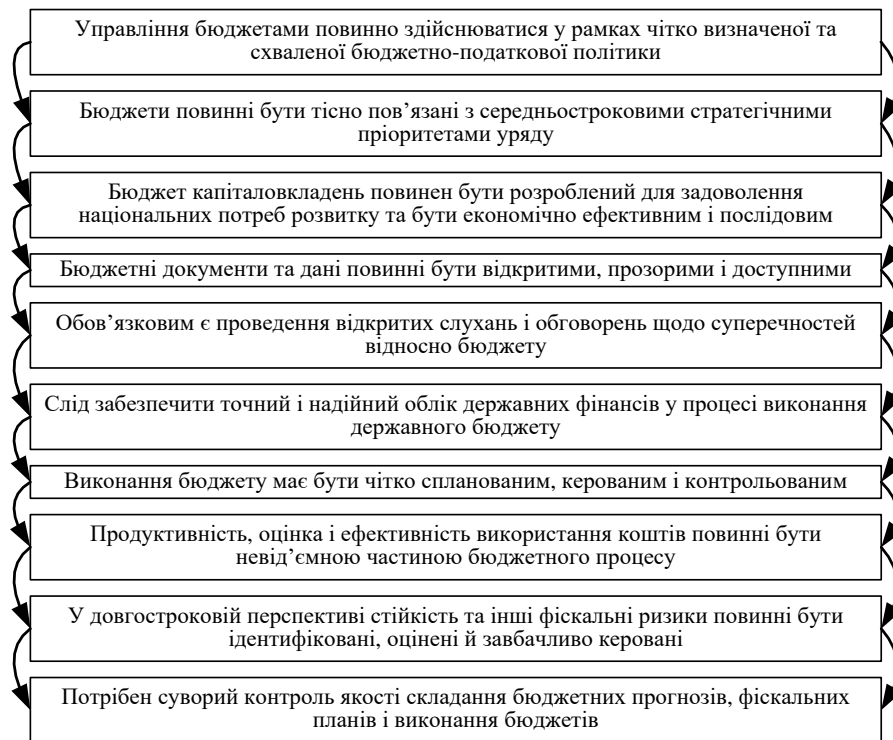 Управління бюджетами повинно здійснюватися у рамках чітко визначеної та
схваленої бюджетно-податкової політики
Бюджети повинні бути тісно пов’язані з середньостроковими стратегічними
пріоритетами уряду
Бюджет капіталовкладень повинен бути розроблений для задоволення
національних потреб розвитку та бути економічно ефективним і послідовим
Бюджетні документи та дані повинні бути відкритими, прозорими і доступними
Обов’язковим є проведення відкритих слухань і обговорень щодо суперечностей
відносно бюджету
Слід забезпечити точний і надійний облік державних фінансів у процесі виконання
державного бюджету
Виконання бюджету має бути чітко спланованим, керованим і контрольованим
Продуктивність, оцінка і ефективність використання коштів повинні бути
невід’ємною частиною бюджетного процесу
У довгостроковій перспективі стійкість та інші фіскальні ризики повинні бути
ідентифіковані, оцінені й завбачливо керовані
Потрібен суворий контроль якості складання бюджетних прогнозів, фіскальних
планів і виконання бюджетів